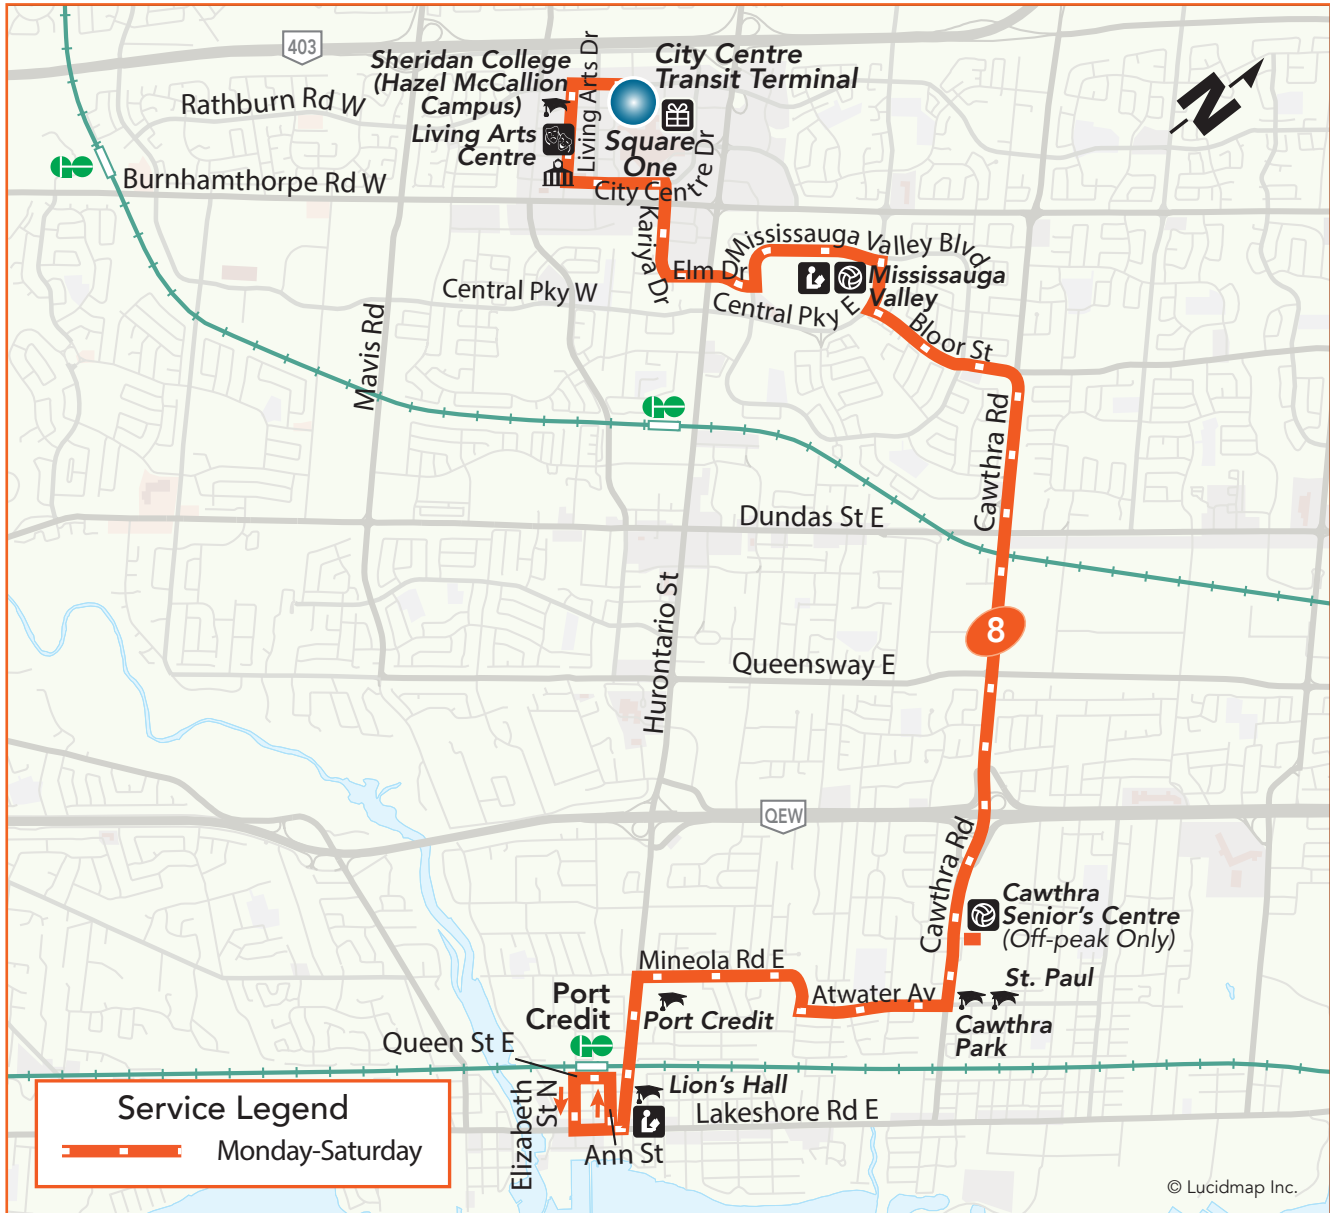 403
Sheridan College
(Hazel McCallion
Campus)
Living Arts Dr
City Centre
Transit Terminal
N
Rathburn Rd W
Living Arts
Centre
Square
One
City Centre Dr
GO
Burnhamthorpe Rd W
Kariya Dr
Mississauga Valley Blvd
Elm Dr
Mississauga
Valley
Central Pky W
Central Pky E
Bloor St
Mavis Rd
GO
Cawthra Rd
Dundas St E
Hurontario St
8
Queensway E
QEW
Cawthra Rd
Cawthra
Senior's Centre
(Off-peak Only)
Mineola Rd E
Atwater Av
St. Paul
Port
Credit
Port Credit
Cawthra
Park
Queen St E
GO
Elizabeth
St N
Lion's Hall
Lakeshore Rd E
Ann St
Service Legend
Monday-Saturday
© Lucidmap Inc.